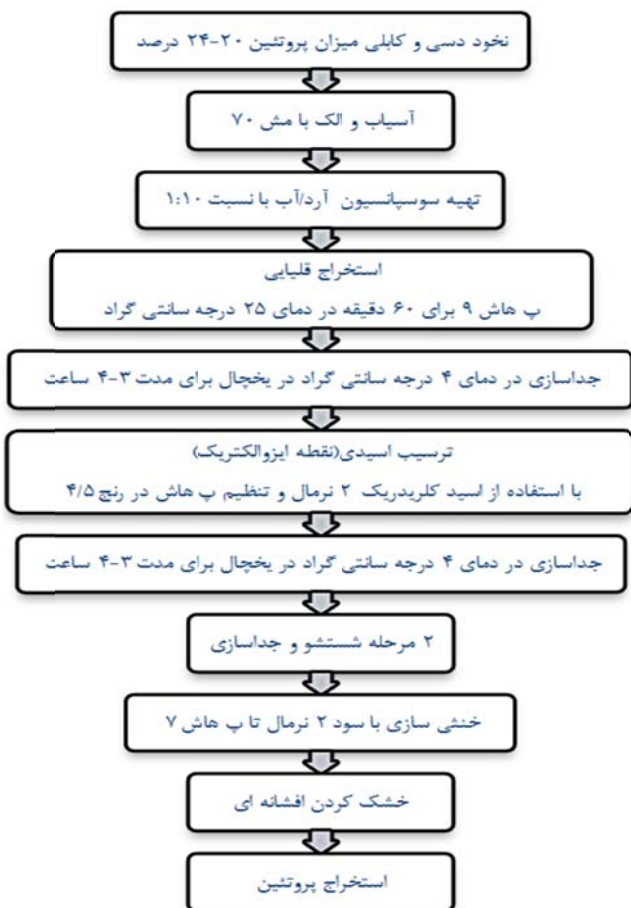 نخود دسی و کابلی میزان پروتئین ۲۰-۲۴ درصد
آسیاب و الک با مش ۷۰
تهیه سوسپانسیون آرد/آب با نسبت ۱:۱۰
استخراج قلیایی
پ هاش ۹ برای ۶۰ دقیقه در دمای ۲۵ درجه سانتی گراد
جداسازی در دمای ۴ درجه سانتی گراد در یخچال برای مدت ۳-۴ ساعت
ترسیب اسیدی(نقطه ایزوالکتریک)
با استفاده از اسید کلریدریک ۲ نرمال و تنظیم پ هاش در رنج ۴/۵
جداسازی در دمای ۴ درجه سانتی گراد در یخچال برای مدت ۳-۴ ساعت
۲ مرحله شستشو و جداسازی
خنثی سازی با سود ۲ نرمال تا پ هاش ۷
خشک کردن افشانه ای
استخراج پروتئین